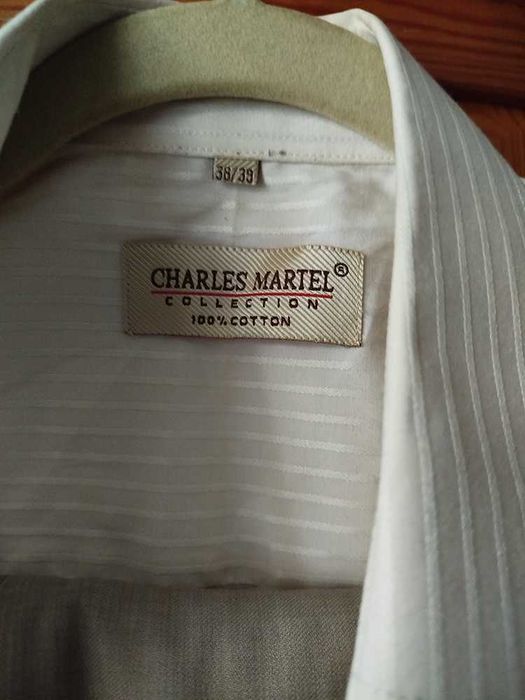 38/39
CHARLES MARTEL®
COLLECTION
100% COTTON